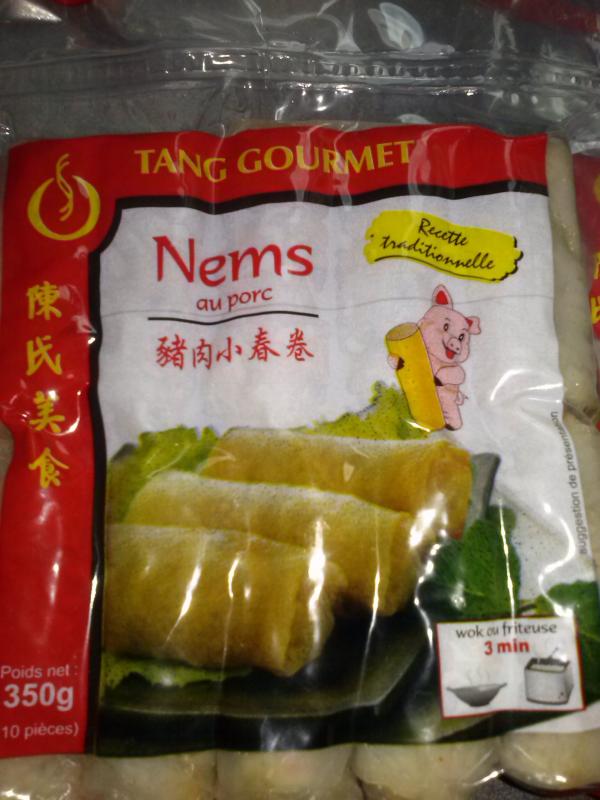 TANG GOURMET
陳氏美食
Nems
au porc
豬肉小春卷
Recette
traditionnelle
suggestion de présentation
wok ou friteuse
3 min
Poids net :
350g
10 pièces)